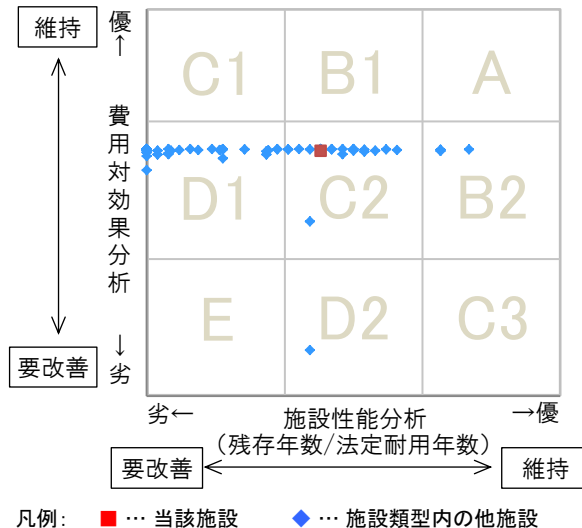 維持
優
↑
費用対効果分析
↓
劣
要改善
C1 B1 A
D1 C2 B2
E D2 C3
劣← 施設性能分析 →優
（残存年数/法定耐用年数）
要改善 維持
凡例： ■ … 当該施設 ◆ … 施設類型内の他施設